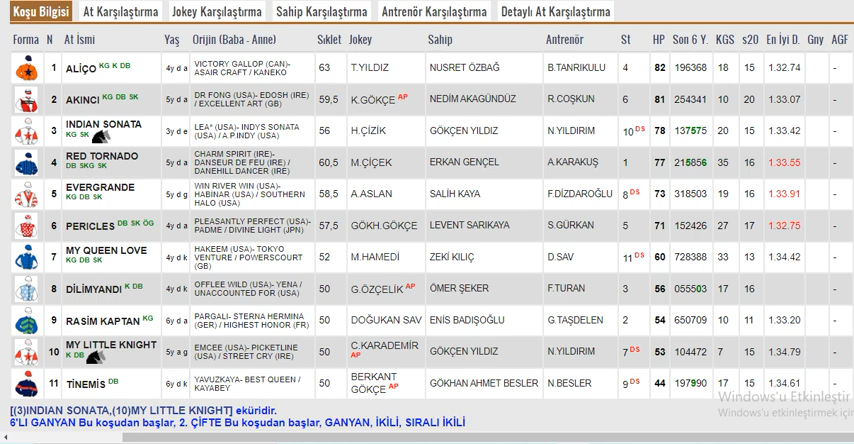 Koşu Bilgisi At Karşılaştırma Jokey Karşılaştırma Sahip Karşılaştırma Antrenör Karşılaştırma Detaylı At Karşılaştırma
Forma N At İsmi Yaş Orijin (Baba - Anne) Sıklet Jokey Sahip Antrenör St HP Son 6 Y. KGS s20 En İyi D. Gny AGF
1 ALİÇO KG K DB 4y d a VICTORY GALLOP (CAN)- ASAIR CRAFT / KANEKO 63 T.YILDIZ NUSRET ÖZBAĞ B.TANRIKULU 4 82 196368 18 15 1.32.74 -
2 AKINCI KG DB SK 5y d a DR FONG (USA)- EDOSH (IRE) / EXCELLENT ART (GB) 59,5 K.GÖKÇE AP NEDİM AKAGÜNDÜZ R.COŞKUN 6 81 254341 10 20 1.33.07 -
3 INDIAN SONATA KG SK 3y d e LEA* (USA)- INDYS SONATA (USA) / A.P.INDY (USA) 56 H.ÇİZİK GÖKÇEN YILDIZ N.YILDIRIM 10 DS 78 137575 20 15 1.33.42 -
4 RED TORNADO DB SKG SK 5y d a CHARM SPIRIT (IRE)- DANSEUR DE FEU (IRE) / DANEHILL DANCER (IRE) 60,5 M.ÇİÇEK ERKAN GENÇEL A.KARAKUŞ 1 77 215856 35 16 1.33.55 -
5 EVERGRANDE KG DB SK 5y d g WIN RIVER WIN (USA)- HABINAR (USA) / SOUTHERN HALO (USA) 58,5 A.ASLAN SALİH KAYA F.DİZDAROĞLU 8 DS 73 318503 19 16 1.33.91 -
6 PERICLES DB SK ÖG 4y d a PLEASANTLY PERFECT (USA)- PADME / DIVINE LIGHT (JPN) 57,5 GÖKH.GÖKÇE LEVENT SARIKAYA S.GÜRKAN 5 71 152426 27 17 1.32.75 -
7 MY QUEEN LOVE KG DB SK 4y d k HAKEEM (USA)- TOKYO VENTURE / POWERSCOURT (GB) 52 M.HAMEDİ ZEKİ KILIÇ D.SAV 11 DS 60 728388 33 13 1.34.42 -
8 DİLİMYANDI K DB 4y d k OFFLEE WILD (USA)- YENA / UNACCOUNTED FOR (USA) 50 G.ÖZÇELİK AP ÖMER ŞEKER F.TURAN 3 56 055503 17 16 -
9 RASİM KAPTAN KG 6y d a PARGALI- STERNA HERMINA (GER) / HIGHEST HONOR (FR) 50 DOĞUKAN SAV ENİS BADIŞOĞLU G.TAŞDELEN 2 54 650709 10 11 1.33.20 -
10 MY LITTLE KNIGHT K DB 5y a g EMCEE (USA)- PICKETLINE (USA) / STREET CRY (IRE) 50 C.KARADEMİR AP GÖKÇEN YILDIZ N.YILDIRIM 7 DS 53 104472 7 15 1.34.79 -
11 TİNEMİS DB 6y d k YAVUZKAYA- BEST QUEEN / KAYABEY 50 BERKANT GÖKÇE AP GÖKHAN AHMET BESLER N.BESLER 9 DS 44 197990 17 15 1.34.61 -
[(3)INDIAN SONATA,(10)MY LITTLE KNIGHT] eküridir.
6'LI GANYAN Bu koşudan başlar, 2. ÇİFTE Bu koşudan başlar, GANYAN, İKİLİ, SIRALI İKİLİ
Windows'u Etkinleştir
Windows'u etkinleştirmek için